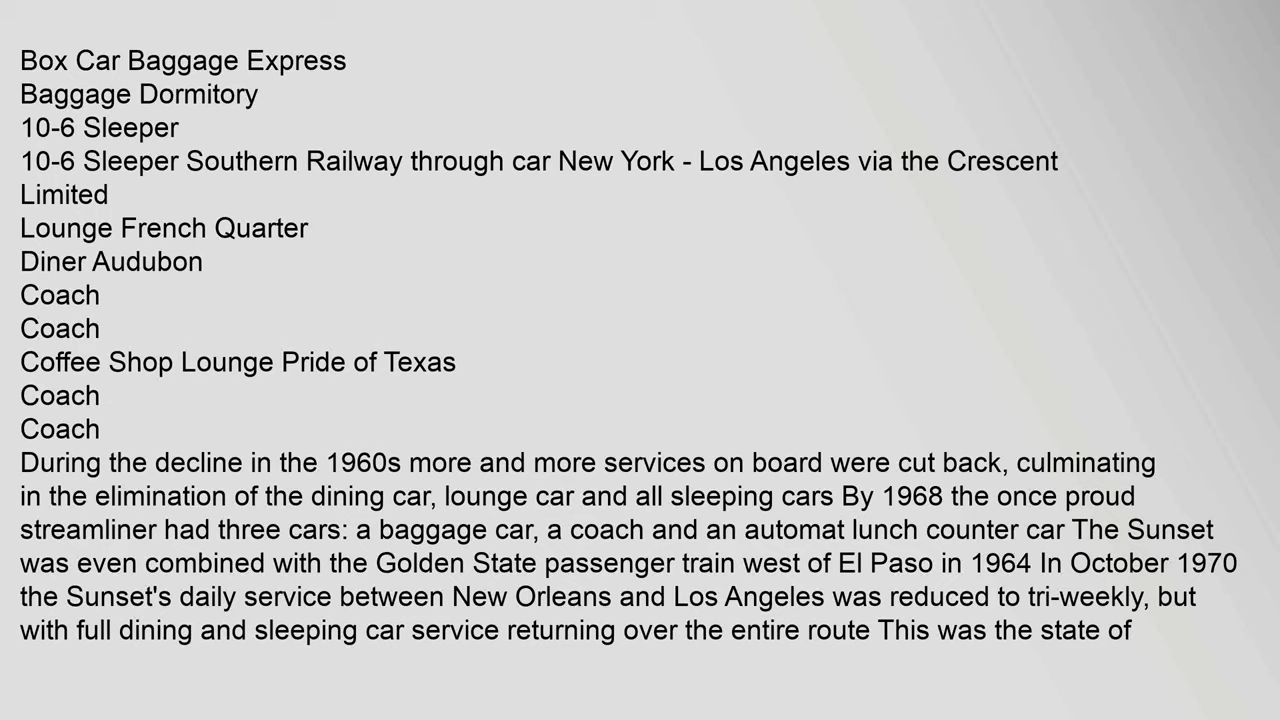 Box Car Baggage Express
Baggage Dormitory
10-6 Sleeper
10-6 Sleeper Southern Railway through car New York - Los Angeles via the Crescent
Limited
Lounge French Quarter
Diner Audubon
Coach
Coach
Coffee Shop Lounge Pride of Texas
Coach
Coach
During the decline in the 1960s more and more services on board were cut back, culminating
in the elimination of the dining car, lounge car and all sleeping cars By 1968 the once proud
streamliner had three cars: a baggage car, a coach and an automat lunch counter car The Sunset
was even combined with the Golden State passenger train west of El Paso in 1964 In October 1970
the Sunset's daily service between New Orleans and Los Angeles was reduced to tri-weekly, but
with full dining and sleeping car service returning over the entire route This was the state of